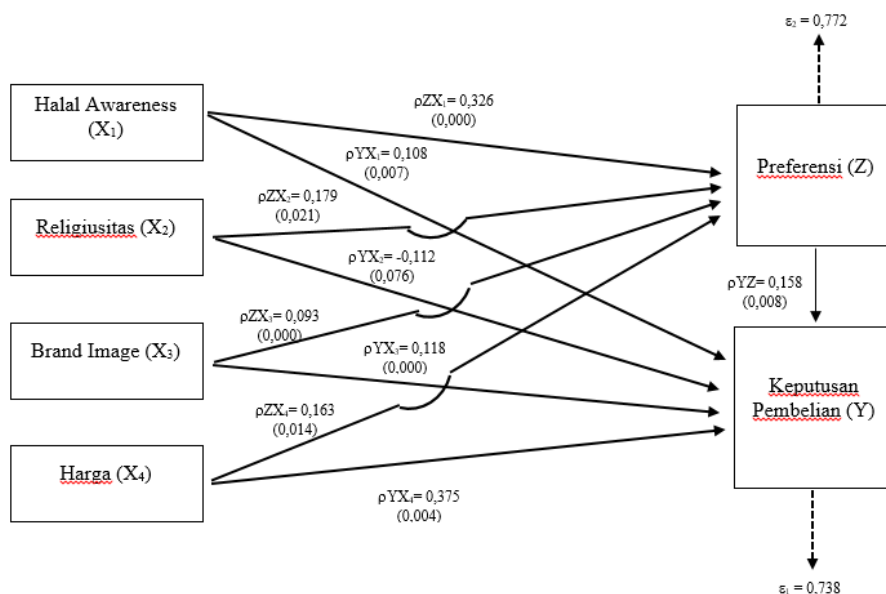 ε₂ = 0,772
Halal Awareness
(X₁)
ρZX₁= 0,326
(0,000)
ρYX₁= 0,108
(0,007)
Preferensi (Z)
ρZX₂= 0,179
(0,021)
Religiusitas (X₂)
ρYX₂= -0,112
(0,076)
ρYZ= 0,158
(0,008)
ρZX₃= 0,093
(0,000)
Brand Image (X₃)
ρYX₃= 0,118
(0,000)
Keputusan
Pembelian (Y)
ρZX₄= 0,163
(0,014)
Harga (X₄)
ρYX₄= 0,375
(0,004)
ε₁ = 0,738